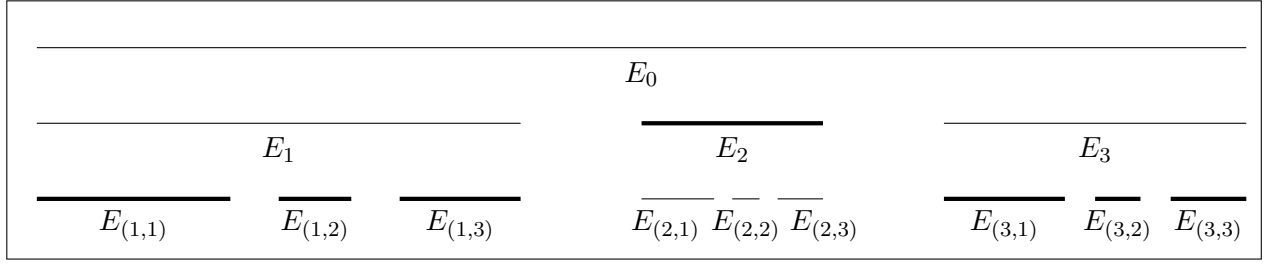 E_0
E_1 E_2 E_3
E_(1,1) E_(1,2) E_(1,3) E_(2,1) E_(2,2) E_(2,3) E_(3,1) E_(3,2) E_(3,3)